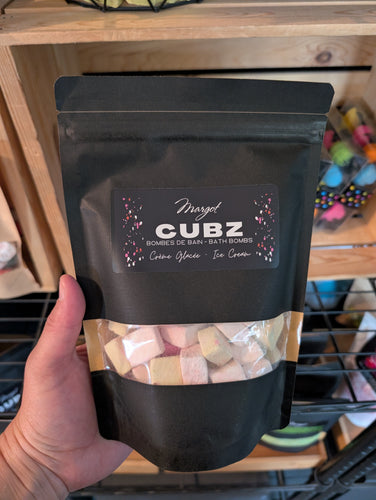 Margot
CUBZ
BOMBES DE BAIN - BATH BOMBS
Crème Glacée - Ice Cream